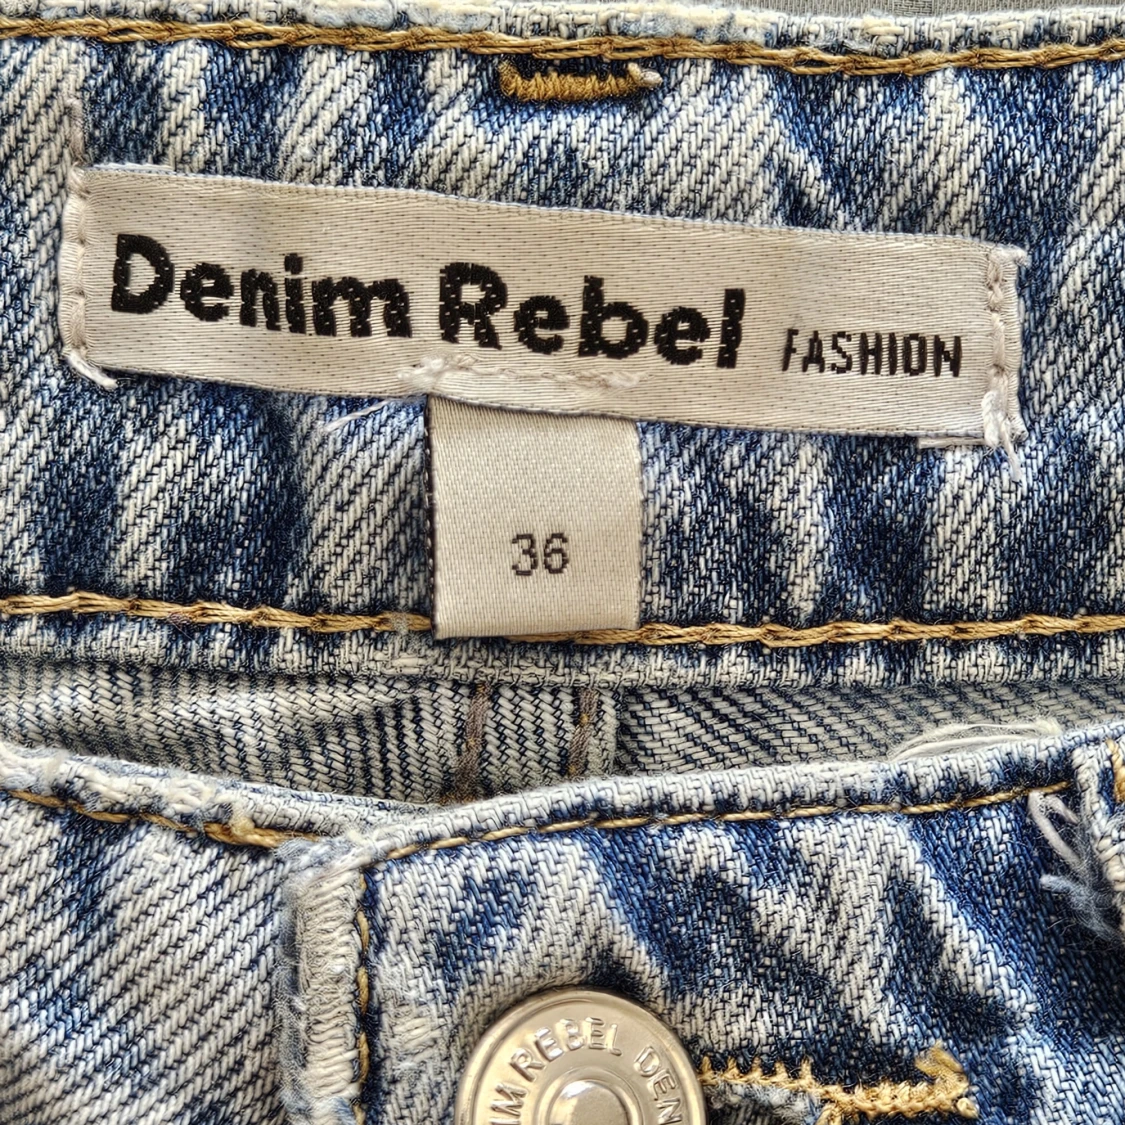 Denim Rebel FASHION
36
IM REBEL DEN